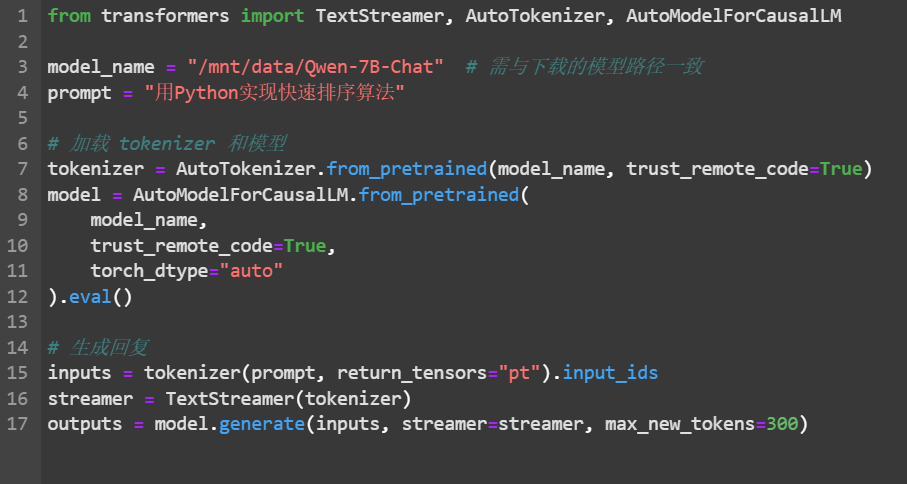 1 from transformers import TextStreamer, AutoTokenizer, AutoModelForCausalLM
2
3 model_name = "/mnt/data/Qwen-7B-Chat"  # 需与下载的模型路径一致
4 prompt = "用Python实现快速排序算法"
5
6 # 加载 tokenizer 和模型
7 tokenizer = AutoTokenizer.from_pretrained(model_name, trust_remote_code=True)
8 model = AutoModelForCausalLM.from_pretrained(
9     model_name,
10     trust_remote_code=True,
11     torch_dtype="auto"
12 ).eval()
13
14 # 生成回复
15 inputs = tokenizer(prompt, return_tensors="pt").input_ids
16 streamer = TextStreamer(tokenizer)
17 outputs = model.generate(inputs, streamer=streamer, max_new_tokens=300)